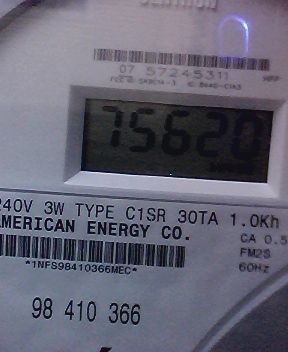 07 57245311
75620
240V 3W TYPE C1SR 30TA 1.0Kh
AMERICAN ENERGY CO.
CA 0.5
FM2S
60Hz
*1NFS98410366MEC*
98 410 366